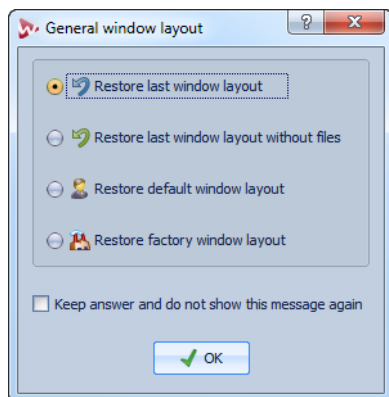 General window layout
?
Restore last window layout
Restore last window layout without files
Restore default window layout
Restore factory window layout
Keep answer and do not show this message again
OK